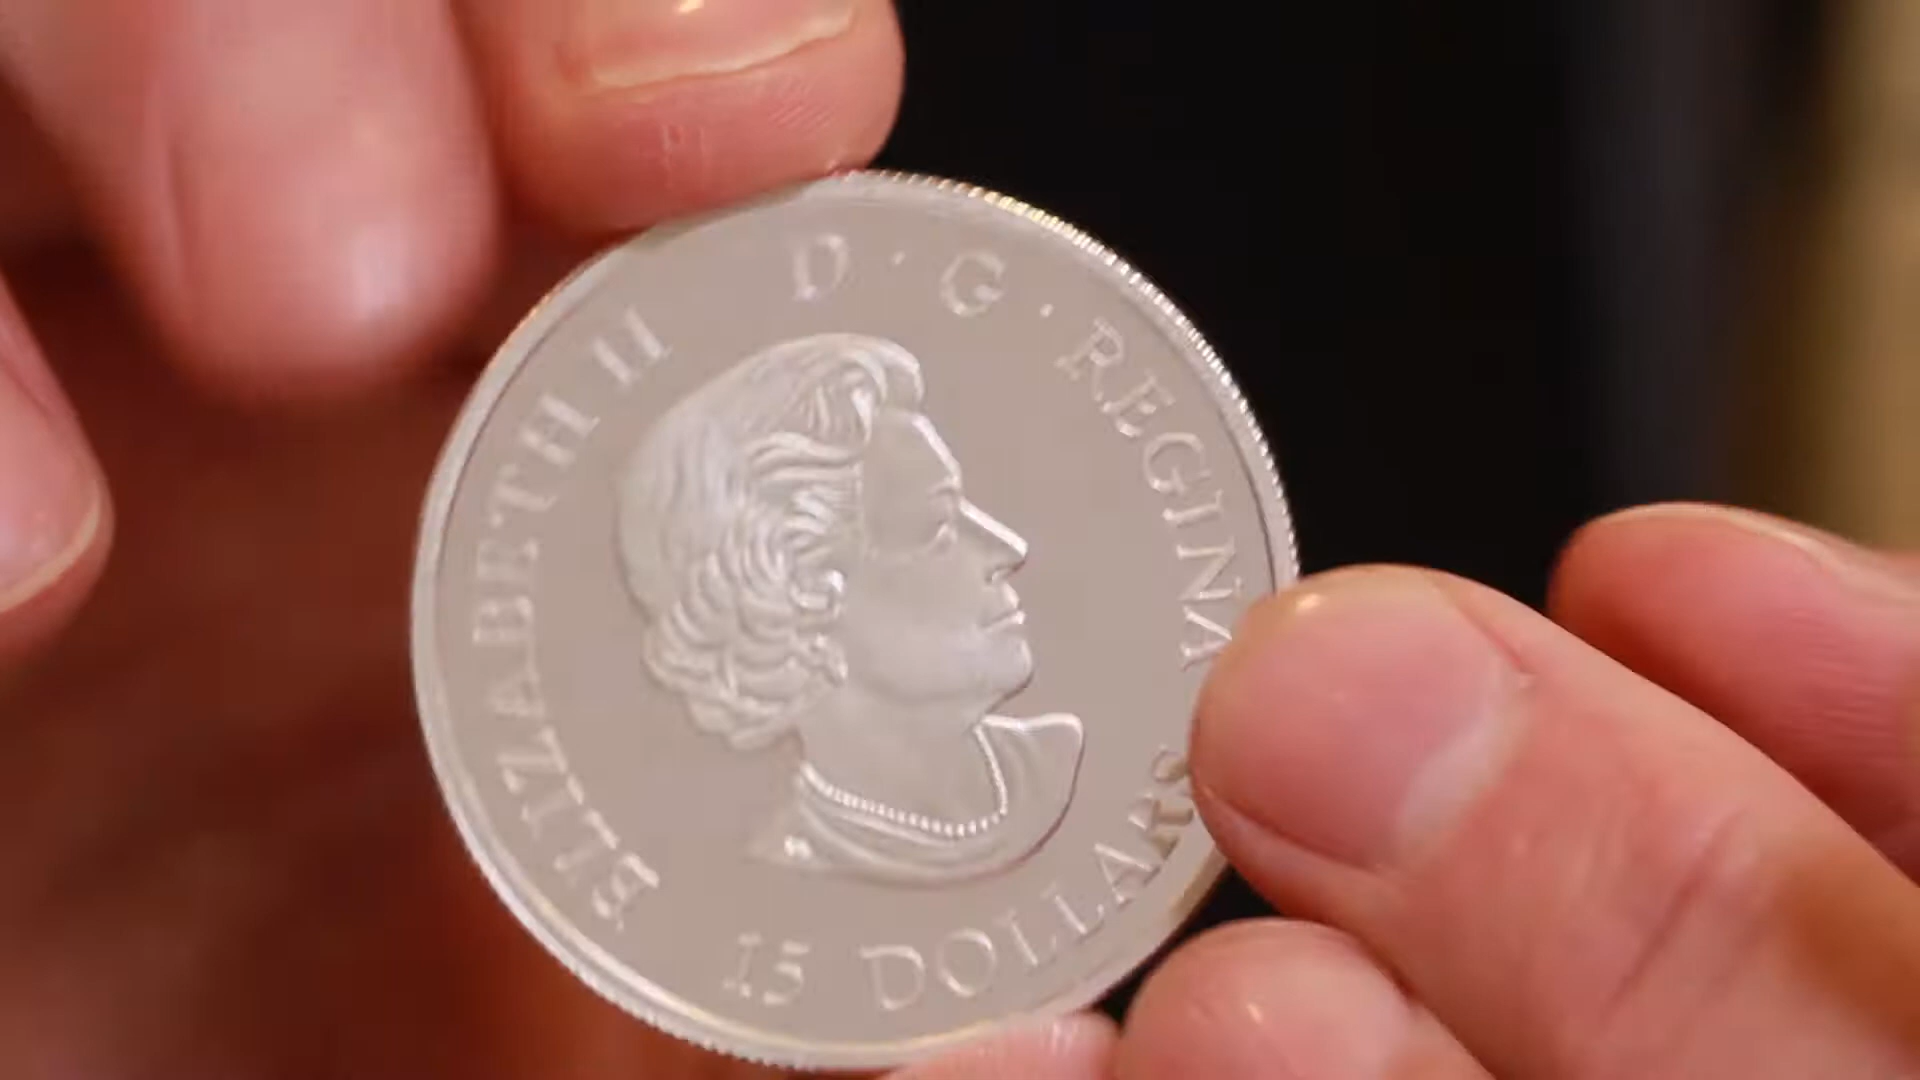 ELIZABETH II D · G · REGINA
15 DOLLARS